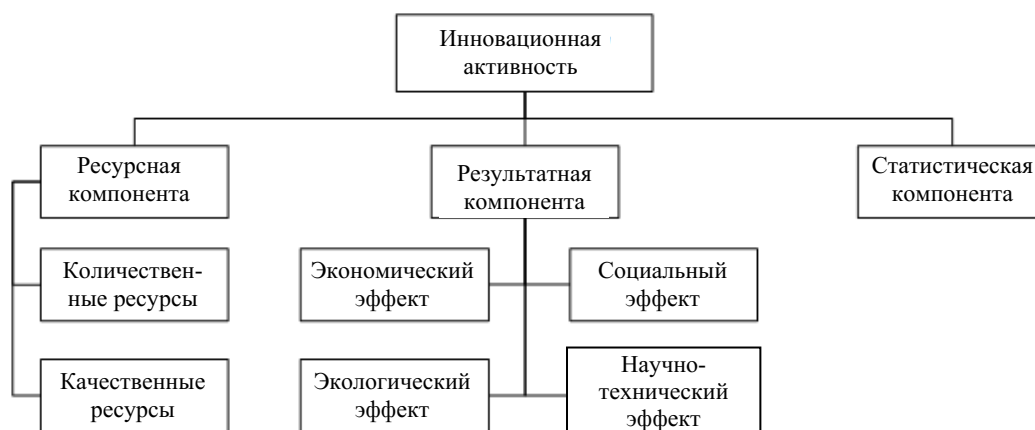 Инновационная
активность
Ресурсная
компонента
Результатная
компонента
Статистическая
компонента
Количествен-
ные ресурсы
Экономический
эффект
Социальный
эффект
Качественные
ресурсы
Экологический
эффект
Научно-
технический
эффект